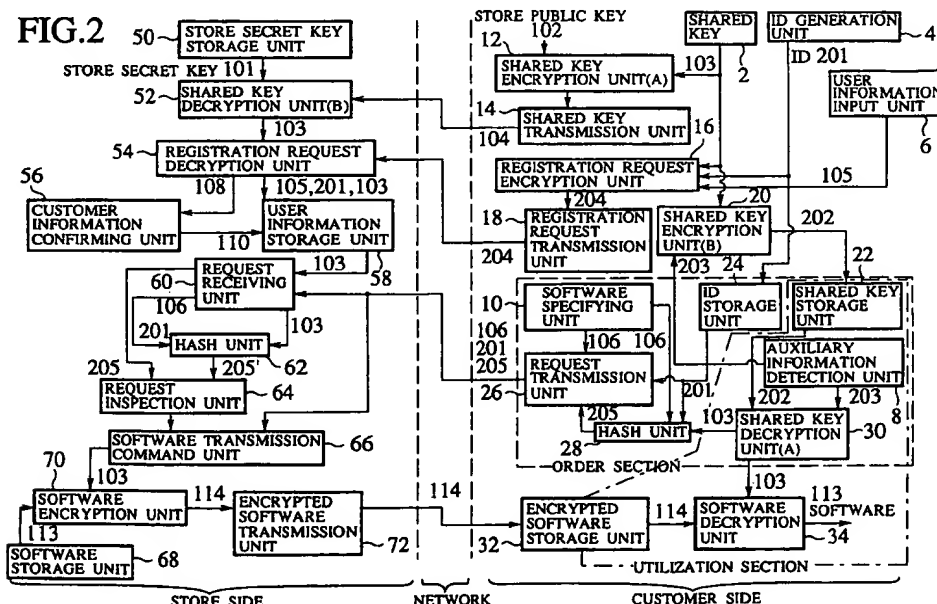 FIG.2
50
STORE SECRET KEY
STORAGE UNIT
STORE SECRET KEY
101
52
SHARED KEY
DECRYPTION UNIT(B)
103
54
REGISTRATION REQUEST
DECRYPTION UNIT
108
105,201,103
56
CUSTOMER
INFORMATION
CONFIRMING UNIT
110
USER
INFORMATION
STORAGE UNIT
58
103
60
REQUEST
RECEIVING
UNIT
106
201
103
HASH UNIT
62
205
205'
REQUEST
INSPECTION UNIT
64
SOFTWARE TRANSMISSION
COMMAND UNIT
66
70
103
SOFTWARE
ENCRYPTION UNIT
114
ENCRYPTED
SOFTWARE
TRANSMISSION
UNIT
72
113
SOFTWARE
STORAGE UNIT
68
STORE SIDE
114
NETWORK
STORE PUBLIC KEY
102
12
SHARED KEY
ENCRYPTION UNIT(A)
103
SHARED
KEY
2
ID GENERATION
UNIT
4
ID 201
USER
INFORMATION
INPUT UNIT
6
14
SHARED KEY
TRANSMISSION UNIT
104
16
REGISTRATION REQUEST
ENCRYPTION UNIT
105
204
18
REGISTRATION
REQUEST
TRANSMISSION
UNIT
204
20
SHARED KEY
ENCRYPTION
UNIT(B)
202
203
24
22
10
SOFTWARE
SPECIFYING
UNIT
ID
STORAGE
UNIT
SHARED KEY
STORAGE
UNIT
106
201
205
106
106
REQUEST
TRANSMISSION
UNIT
26
201
AUXILIARY
INFORMATION
DETECTION UNIT
8
202
203
205
HASH UNIT
28
103
SHARED KEY
DECRYPTION
UNIT(A)
30
ORDER SECTION
103
ENCRYPTED
SOFTWARE
STORAGE
UNIT
32
114
SOFTWARE
DECRYPTION
UNIT
34
113
SOFTWARE
UTILIZATION SECTION
CUSTOMER SIDE